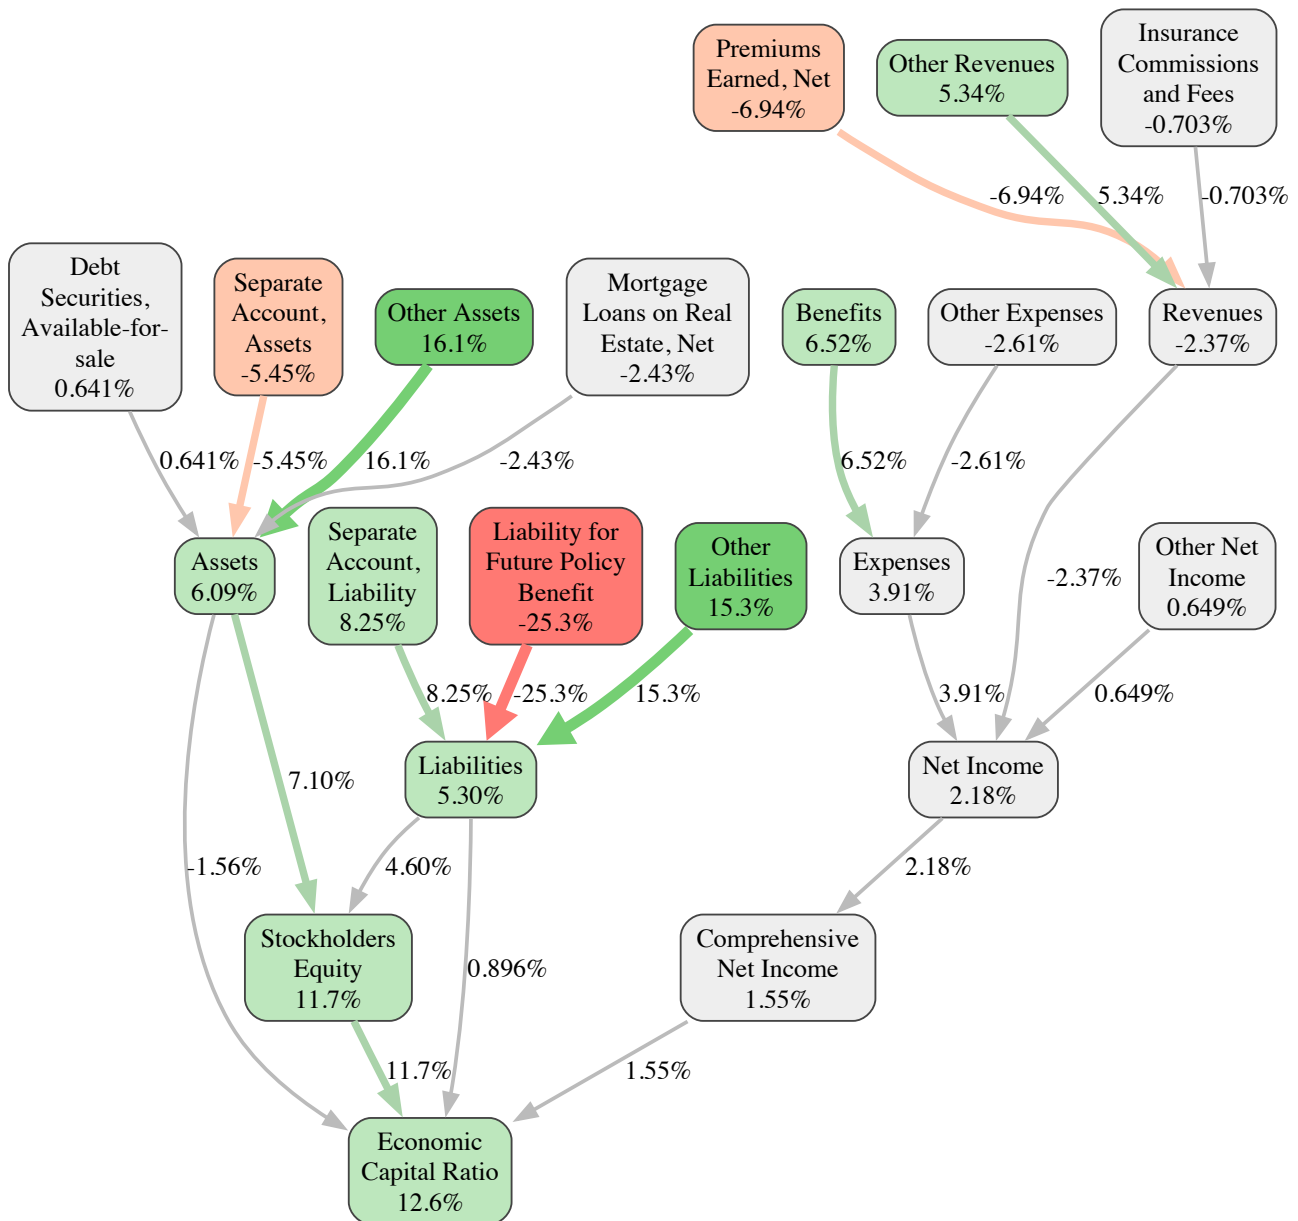 Premiums
Earned, Net
-6.94%
Other Revenues
5.34%
Insurance
Commissions
and Fees
-0.703%
-6.94%
5.34%
-0.703%
Debt
Securities,
Available-for-
sale
0.641%
Separate
Account,
Assets
-5.45%
Other Assets
16.1%
Mortgage
Loans on Real
Estate, Net
-2.43%
Benefits
6.52%
Other Expenses
-2.61%
Revenues
-2.37%
0.641%
-5.45%
16.1%
-2.43%
6.52%
-2.61%
Assets
6.09%
Separate
Account,
Liability
8.25%
Liability for
Future Policy
Benefit
-25.3%
Other
Liabilities
15.3%
Expenses
3.91%
-2.37%
Other Net
Income
0.649%
8.25%
-25.3%
15.3%
3.91%
0.649%
7.10%
Liabilities
5.30%
Net Income
2.18%
-1.56%
4.60%
2.18%
Stockholders
Equity
11.7%
0.896%
Comprehensive
Net Income
1.55%
11.7%
1.55%
Economic
Capital Ratio
12.6%